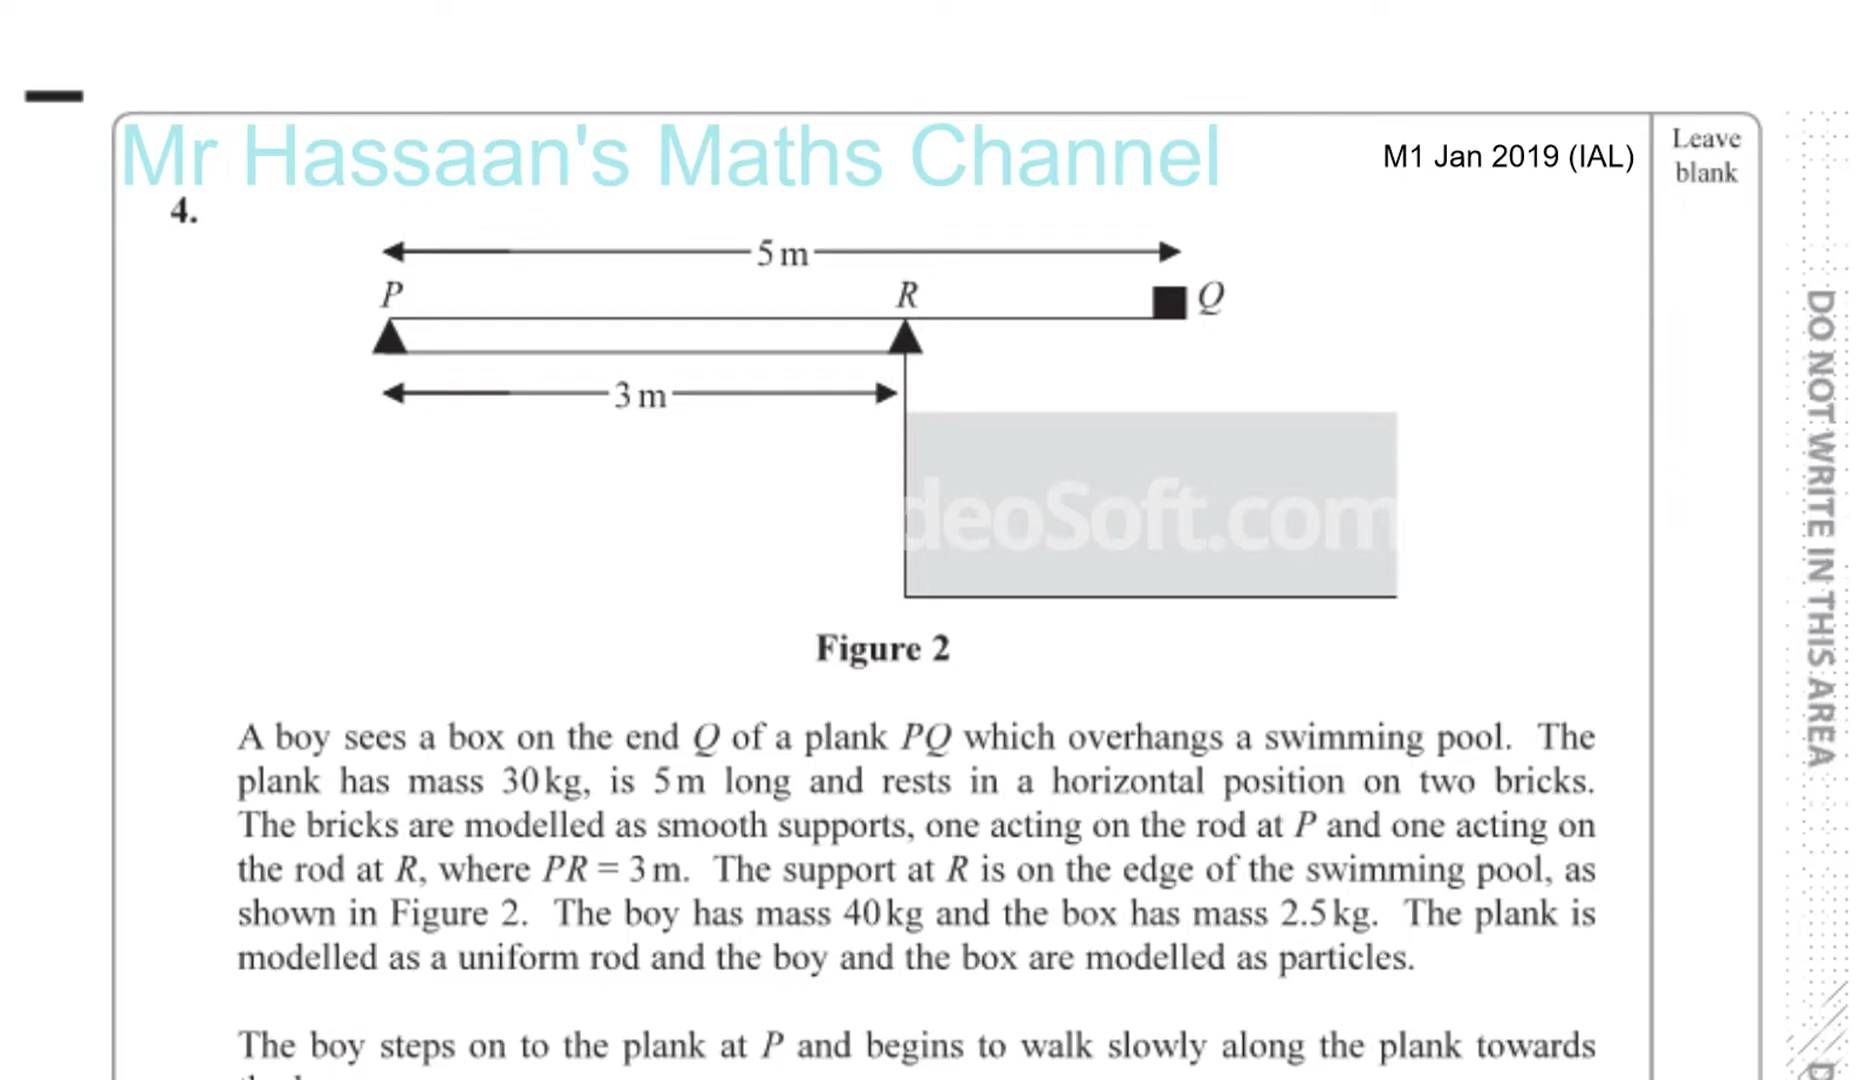 Mr Hassaan's Maths Channel
M1 Jan 2019 (IAL)
Leave
blank
4.
5 m
P
R
Q
3 m
deoSoft.com
Figure 2
A boy sees a box on the end Q of a plank PQ which overhangs a swimming pool. The
plank has mass 30 kg, is 5 m long and rests in a horizontal position on two bricks.
The bricks are modelled as smooth supports, one acting on the rod at P and one acting on
the rod at R, where PR = 3 m. The support at R is on the edge of the swimming pool, as
shown in Figure 2. The boy has mass 40 kg and the box has mass 2.5 kg. The plank is
modelled as a uniform rod and the boy and the box are modelled as particles.
The boy steps on to the plank at P and begins to walk slowly along the plank towards
DO NOT WRITE IN THIS AREA